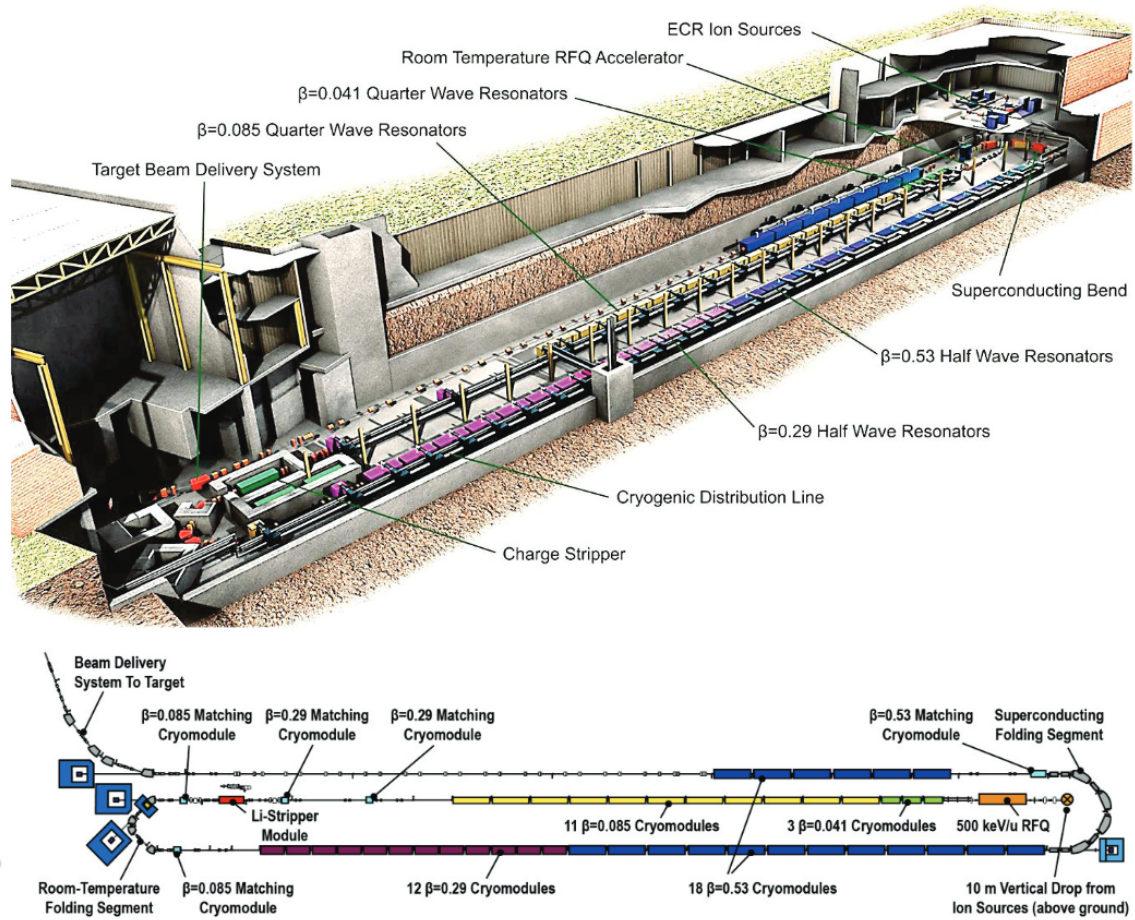 ECR Ion Sources
Room Temperature RFQ Accelerator
β=0.041 Quarter Wave Resonators
β=0.085 Quarter Wave Resonators
Target Beam Delivery System
Superconducting Bend
β=0.53 Half Wave Resonators
β=0.29 Half Wave Resonators
Cryogenic Distribution Line
Charge Stripper
Beam Delivery
System To Target
β=0.085 Matching
Cryomodule
β=0.29 Matching
Cryomodule
β=0.29 Matching
Cryomodule
β=0.53 Matching
Cryomodule
Superconducting
Folding Segment
Li-Stripper
Module
11 β=0.085 Cryomodules
3 β=0.041 Cryomodules
500 keV/u RFQ
Room-Temperature
Folding Segment
β=0.085 Matching
Cryomodule
12 β=0.29 Cryomodules
18 β=0.53 Cryomodules
10 m Vertical Drop from
Ion Sources (above ground)